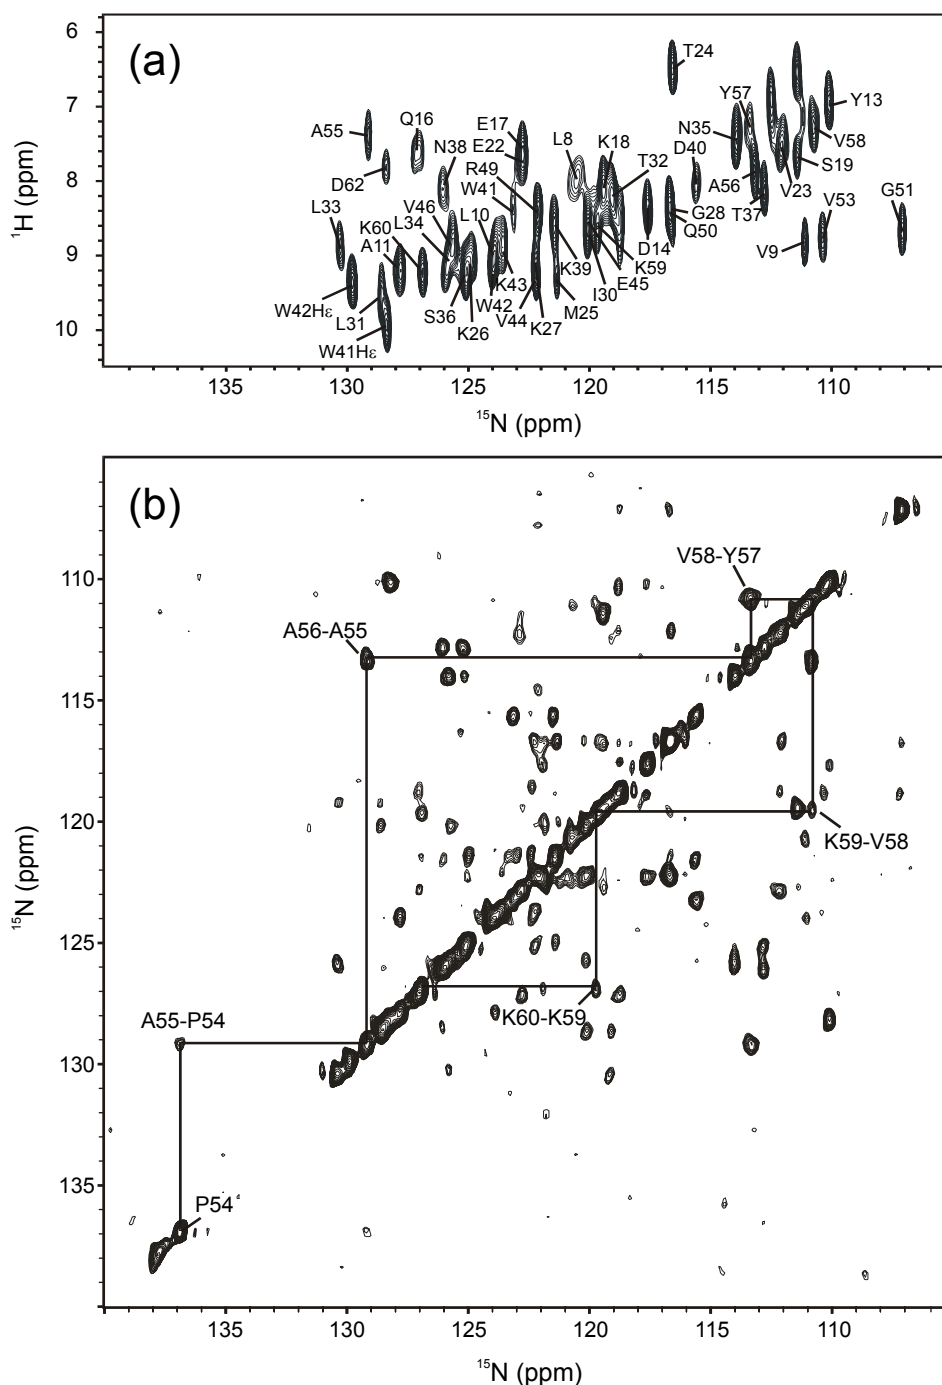 6
(a)
T24
7
Y57
Y13
E17
Q16
E22
L8
K18
A55
N38
N35
V58
R49
T32
D40
8
D62
W41
S19
A56
V23
L33
V46
T37
G51
L34
L10
G28
V53
K60
Q50
A11
D14
V9
9
K59
K39
K43
E45
I30
W42Hε
W42
M25
L31
S36
V44
K27
K26
10
W41Hε
¹H (ppm)
135
130
125
120
115
110
¹⁵N (ppm)
(b)
V58-Y57
110
A56-A55
115
120
K59-V58
125
K60-K59
A55-P54
130
135
P54
¹⁵N (ppm)
135
130
125
120
115
110
¹⁵N (ppm)